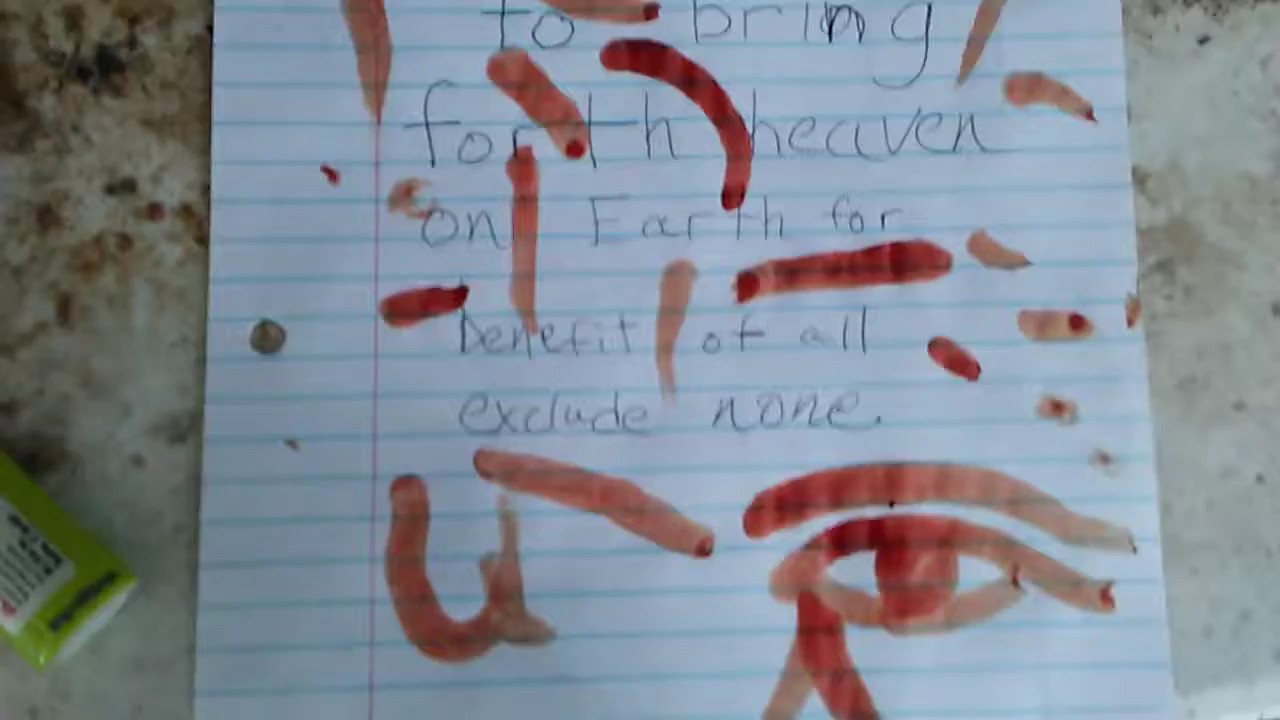 to bring
forth heaven
on Earth for
benefit of all
exclude none.